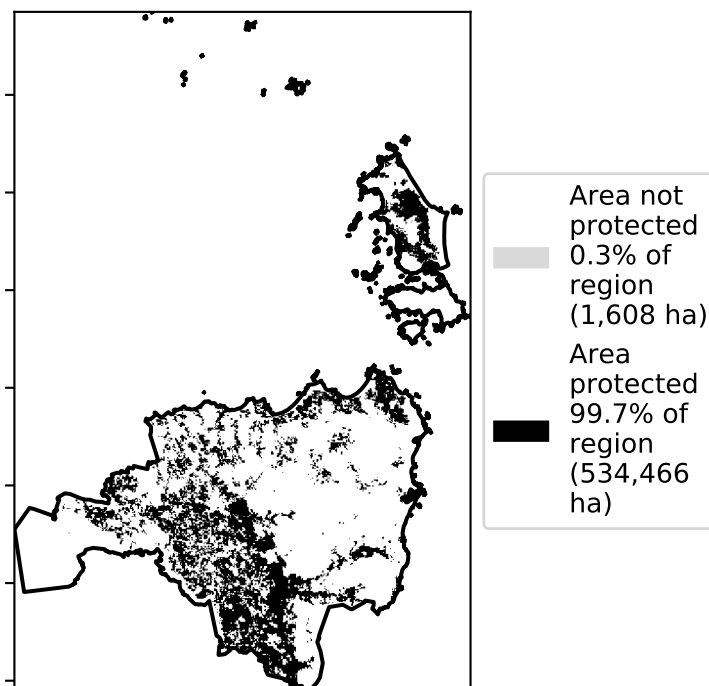 Area not
protected
0.3% of
region
(1,608 ha)
Area
protected
99.7% of
region
(534,466
ha)